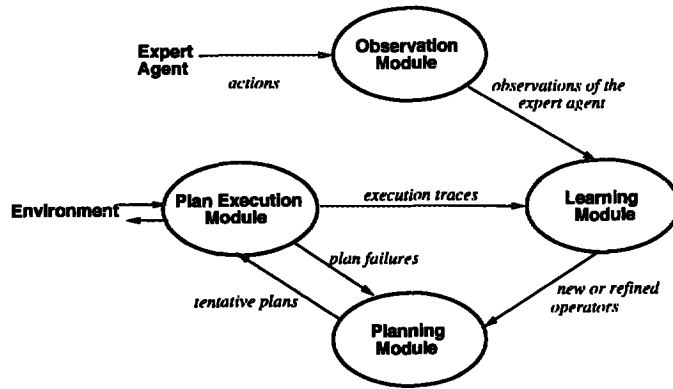 Expert
Agent
actions
Observation
Module
observations of the
expert agent
Environment
Plan Execution
Module
execution traces
Learning
Module
plan failures
tentative plans
new or refined
operators
Planning
Module